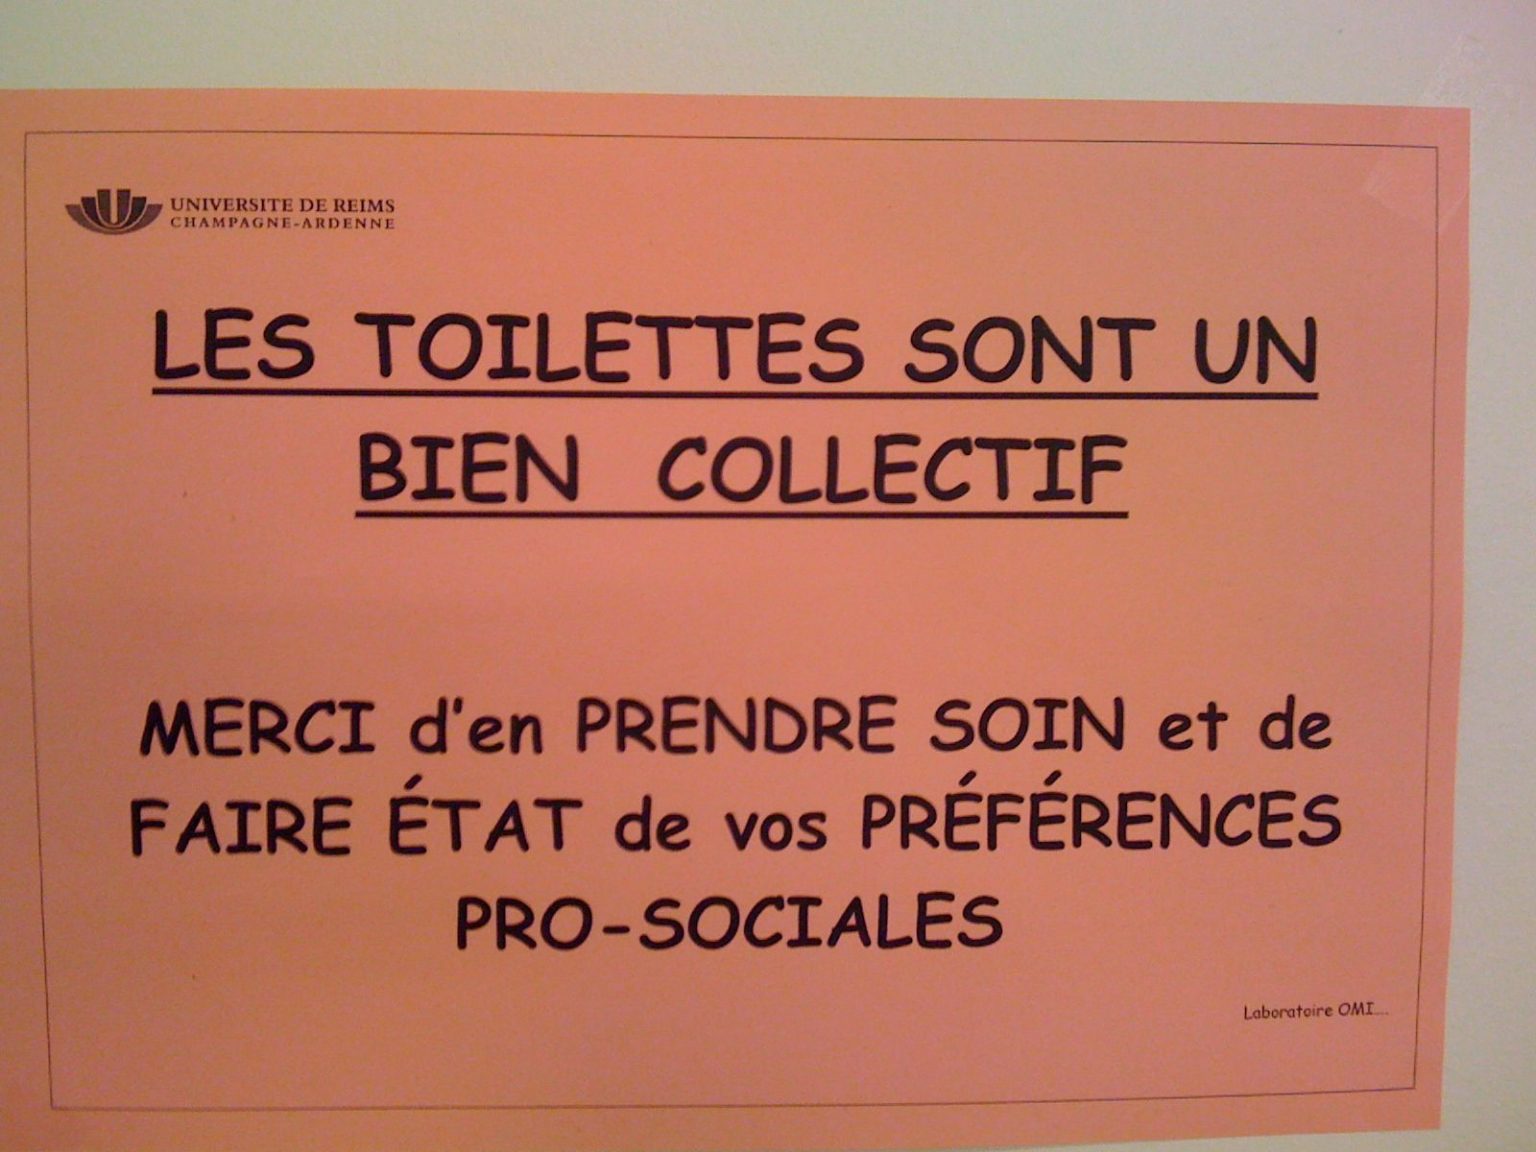 UNIVERSITE DE REIMS
CHAMPAGNE-ARDENNE
LES TOILETTES SONT UN
BIEN COLLECTIF
MERCI d'en PRENDRE SOIN et de
FAIRE ÉTAT de vos PRÉFÉRENCES
PRO-SOCIALES
Laboratoire OMI....